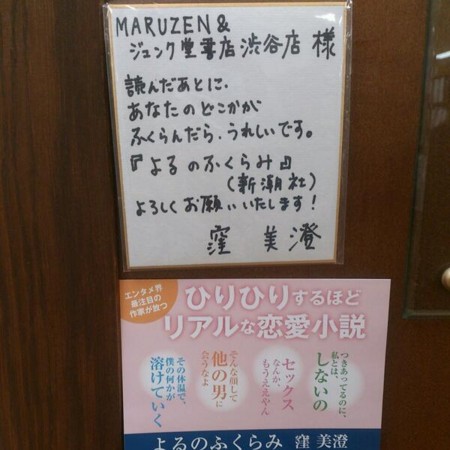 MARUZEN&
ジュンク堂書店渋谷店 様
読んだあとに、
あなたのどこかが
ふくらんだら、うれしいです。
『よるのふくらみ』
(新潮社)
よろしくお願いいたします!
窪 美澄
エンタメ界
最注目の
作家が放つ
ひりひりするほど
リアルな恋愛小説
つきあってるのに、
私とは、
しないの
セックス
なんか、
もうええやん
そんな顔して
他の男に
会うなよ
その体温で、
僕の何かが
溶けていく
よるのふくらみ 窪 美澄